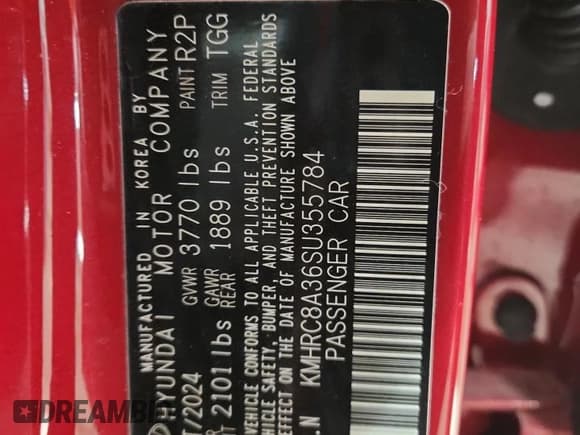 MANUFACTURED IN KOREA BY
HYUNDAI MOTOR COMPANY
/2024 GVWR 3770 lbs PAINT R2P
2101 lbs GAWR REAR 1889 lbs TRIM TGG
VEHICLE CONFORMS TO ALL APPLICABLE U.S.A. FEDERAL
VEHICLE SAFETY, BUMPER, AND THEFT PREVENTION STANDARDS
EFFECT ON THE DATE OF MANUFACTURE SHOWN ABOVE
.N KMHRC8A36SU355784
PASSENGER CAR
DREAMBI